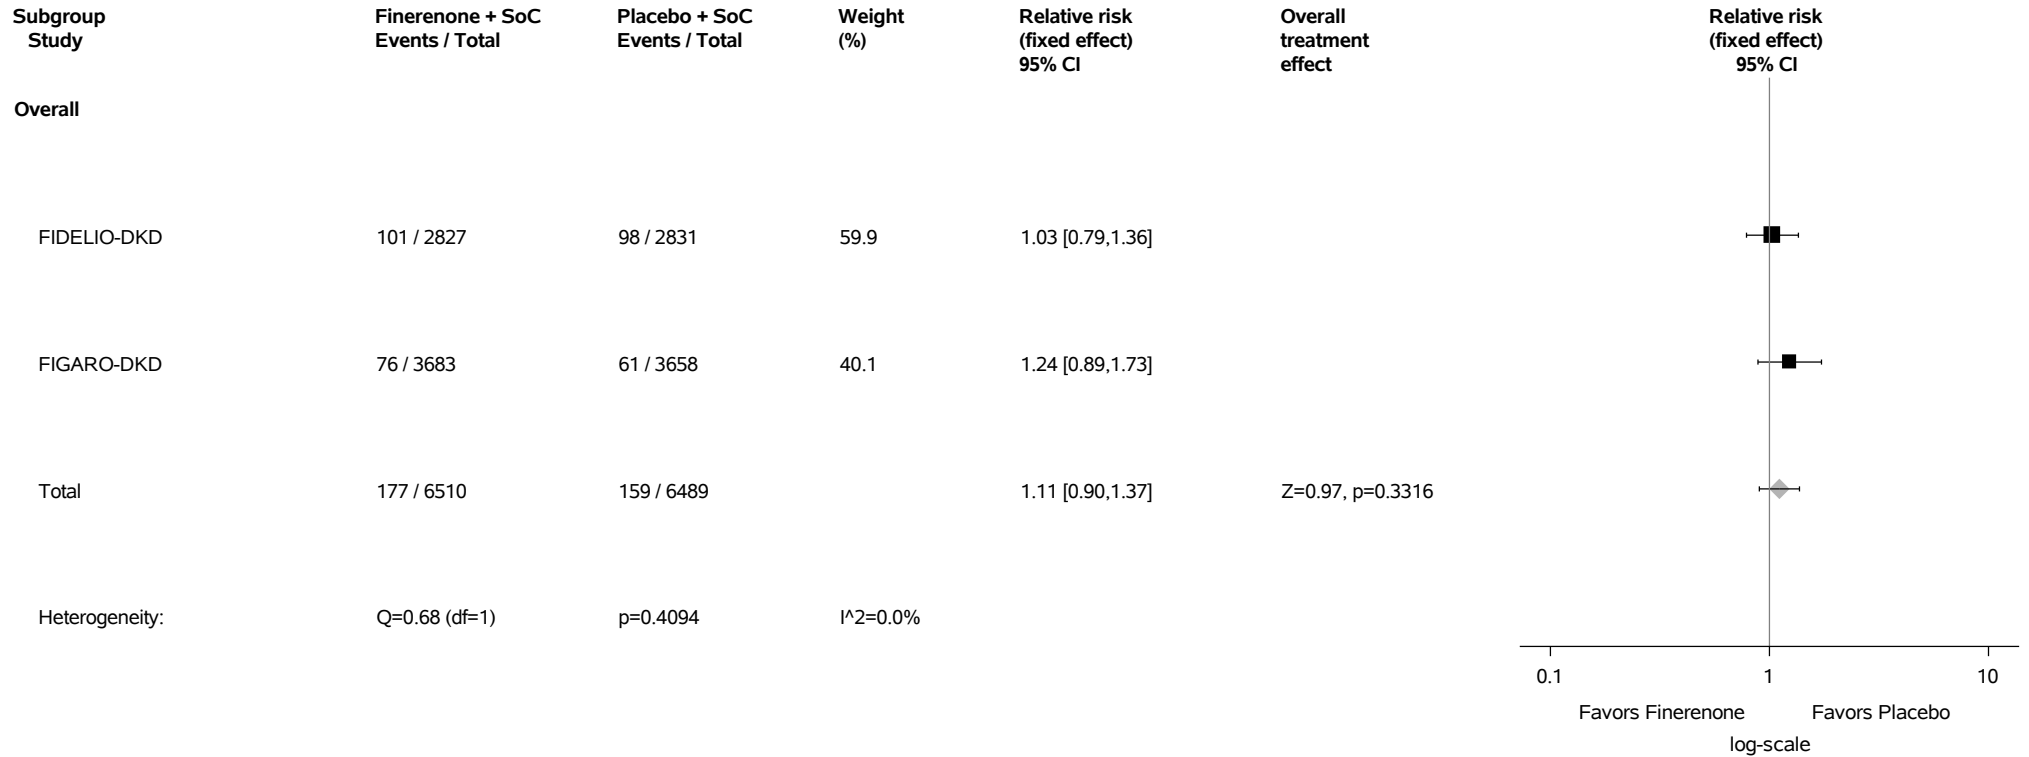 Subgroup Finerenone + SoC Placebo + SoC Weight Relative risk Overall Relative risk
Study Events / Total Events / Total (%) (fixed effect) treatment (fixed effect)
95% CI effect 95% CI
Overall
FIDELIO-DKD 101 / 2827 98 / 2831 59.9 1.03 [0.79,1.36]
FIGARO-DKD 76 / 3683 61 / 3658 40.1 1.24 [0.89,1.73]
Total 177 / 6510 159 / 6489 1.11 [0.90,1.37] Z=0.97, p=0.3316
Heterogeneity: Q=0.68 (df=1) p=0.4094 I^2=0.0%
0.1 1 10
Favors Finerenone Favors Placebo
log-scale